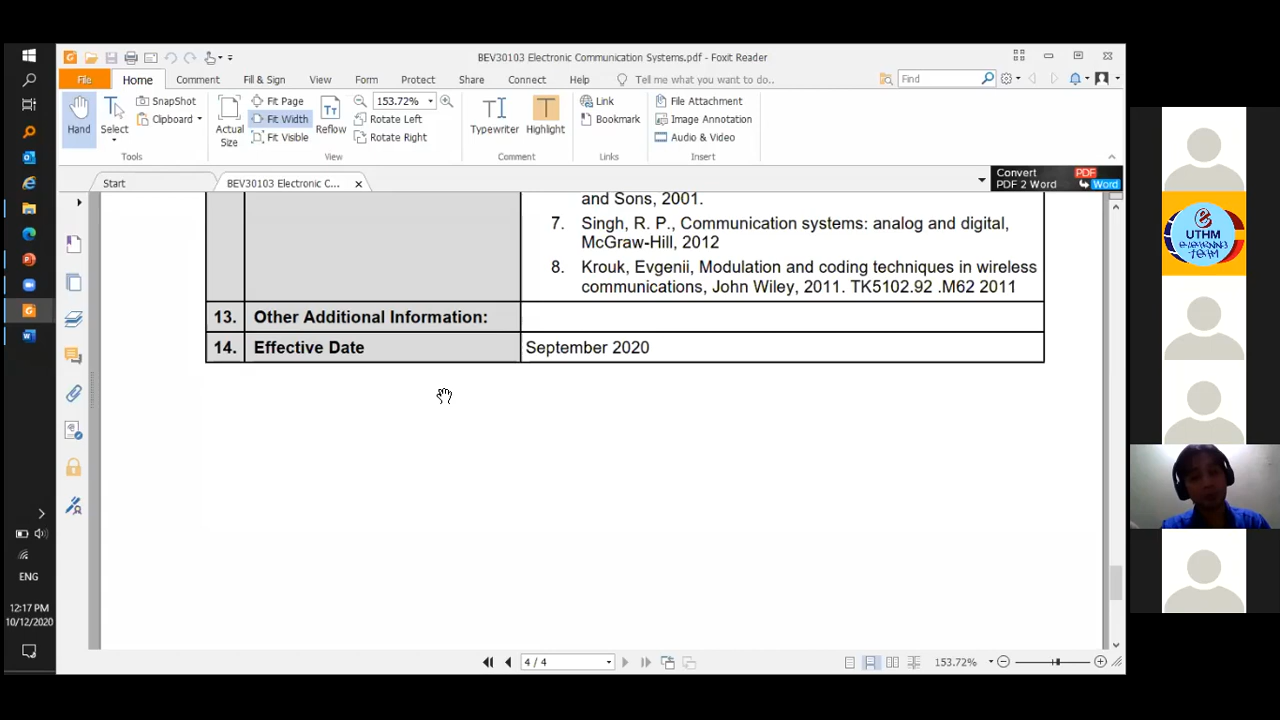 BEV30103 Electronic Communication Systems.pdf - Foxit Reader
File Home Comment Fill & Sign View Form Protect Share Connect Help Tell me what you want to do.. Find
Hand
Select
SnapShot
Clipboard
Tools
Actual
Size
Fit Page
Fit Width
Fit Visible
Reflow
153.72%
Rotate Left
Rotate Right
View
Typewriter
Highlight
Comment
Link
Bookmark
Links
File Attachment
Image Annotation
Audio & Video
Insert
Start
BEV30103 Electronic C...
Convert
PDF 2 Word
PDF
Word
and Sons, 2001.
7. Singh, R. P., Communication systems: analog and digital,
McGraw-Hill, 2012
8. Krouk, Evgenii, Modulation and coding techniques in wireless
communications, John Wiley, 2011. TK5102.92 .M62 2011
13. Other Additional Information:
14. Effective Date September 2020
4 / 4
153.72%
ENG
12:17 PM
10/12/2020
e
UTHM
eLearning
team